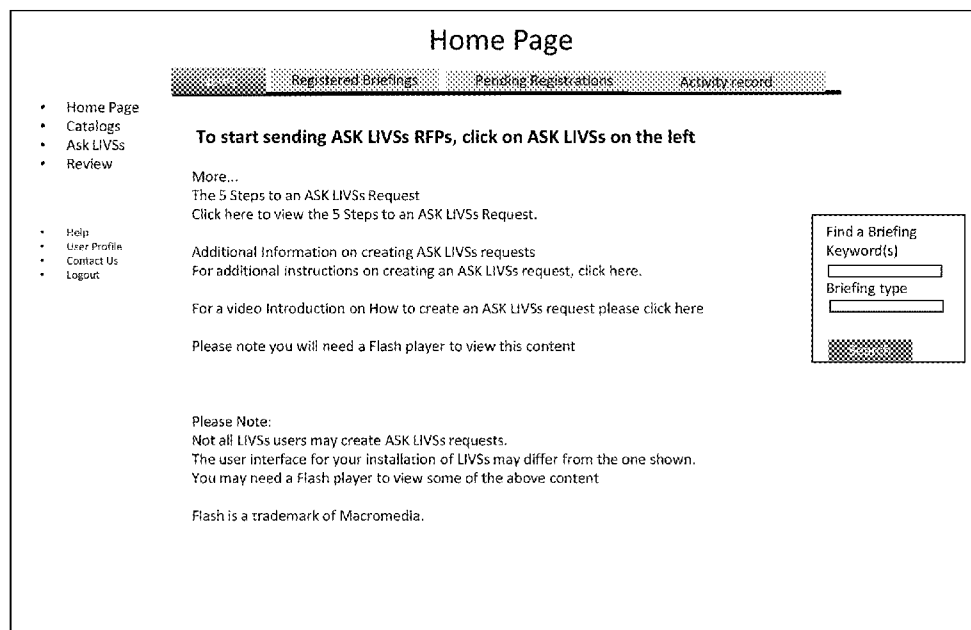 Home Page
Registered Briefings Pending Registrations Activity record
• Home Page
• Catalogs
• Ask LIVSs
• Review
• Help
• User Profile
• Contact Us
• Logout
To start sending ASK LIVSs RFPs, click on ASK LIVSs on the left
More...
The 5 Steps to an ASK LIVSs Request
Click here to view the 5 Steps to an ASK LIVSs Request.
Additional Information on creating ASK LIVSs requests
For additional instructions on creating an ASK LIVSs request, click here.
For a video Introduction on How to create an ASK LIVSs request please click here
Please note you will need a Flash player to view this content
Please Note:
Not all LIVSs users may create ASK LIVSs requests.
The user interface for your installation of LIVSs may differ from the one shown.
You may need a Flash player to view some of the above content
Flash is a trademark of Macromedia.
Find a Briefing
Keyword(s)
Briefing type
Search